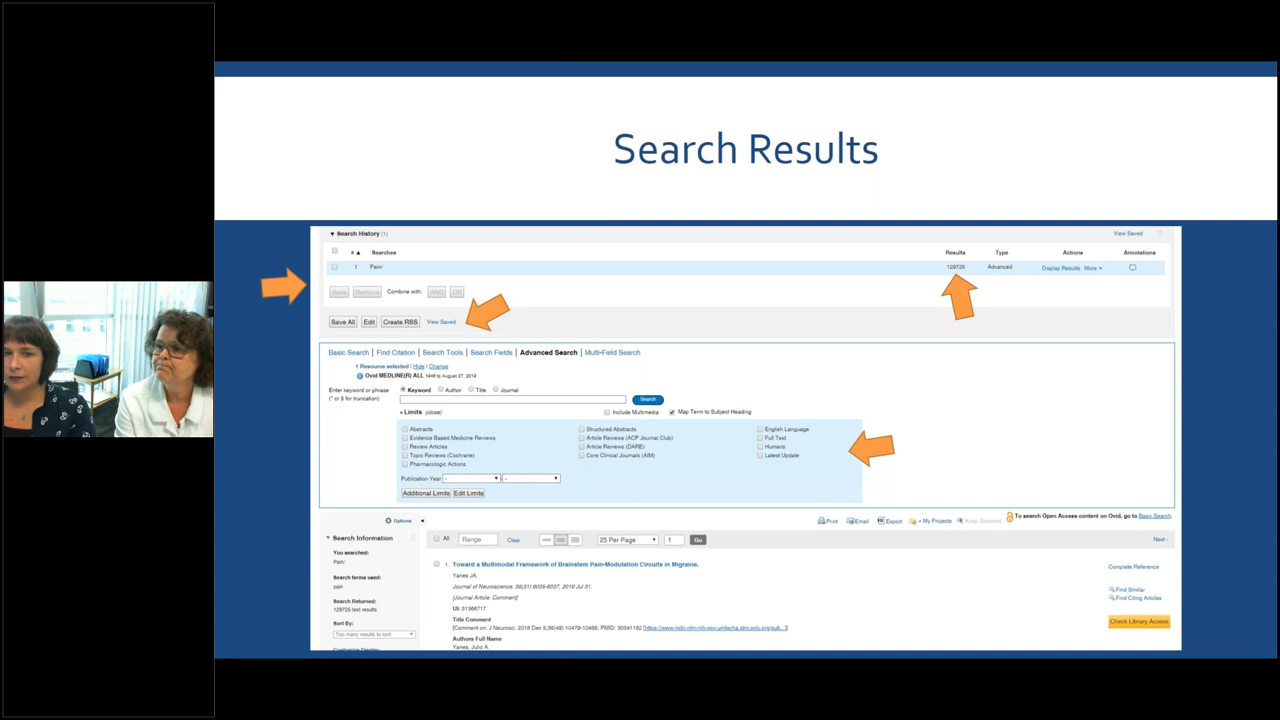 Search Results
▼ Search History (1) View Saved
# ▲ Searches Results Type Actions Annotations
1 Pain/ 129725 Advanced Display Results More ▾
Save Remove Combine with: AND OR
Save All Edit Create RSS View Saved
Basic Search | Find Citation | Search Tools | Search Fields | Advanced Search | Multi-Field Search
1 Resource selected | Hide | Change
Ovid MEDLINE(R) ALL 1946 to August 27, 2019
Enter keyword or phrase
(* or $ for truncation)
Keyword Author Title Journal
Search
▾ Limits (close) Include Multimedia Map Term to Subject Heading
Abstracts Structured Abstracts English Language
Evidence Based Medicine Reviews Article Reviews (ACP Journal Club) Full Text
Review Articles Article Reviews (DARE) Humans
Topic Reviews (Cochrane) Core Clinical Journals (AIM) Latest Update
Pharmacologic Actions
Publication Year - -
Additional Limits Edit Limits
Options Print Email Export + My Projects Keep Selected To search Open Access content on Ovid, go to Basic Search.
▼ Search Information
All Range Clear 25 Per Page 1 Go Next ›
You searched:
Pain/
Search terms used:
pain
Search Returned:
129725 text results
Sort By:
Too many results to sort.
Customize Display
1. Toward a Multimodal Framework of Brainstem Pain-Modulation Circuits in Migraine.
Yanes JA.
Journal of Neuroscience. 39(31):6035-6037, 2019 Jul 31.
[Journal Article. Comment]
UI: 31366717
Title Comment
Authors Full Name
Yanes, Julio A.
Complete Reference
Find Similar
Find Citing Articles
Check Library Access